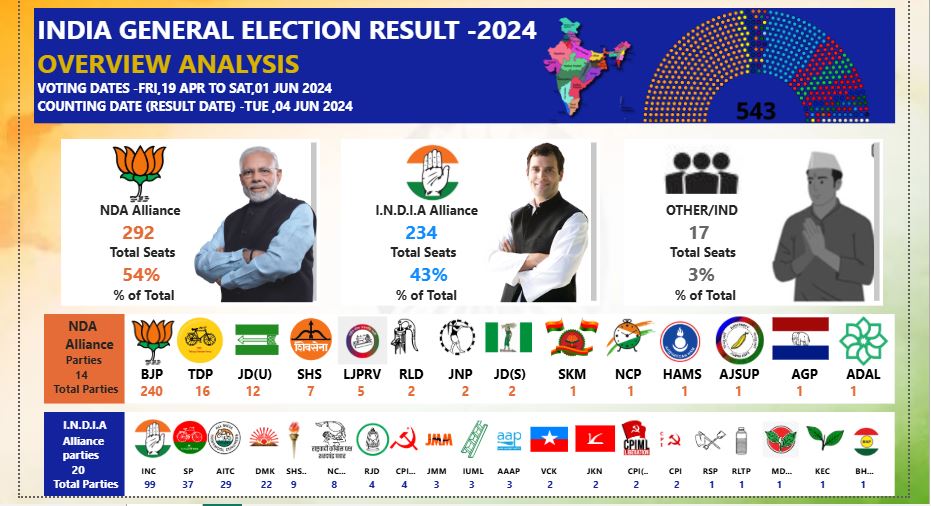 INDIA GENERAL ELECTION RESULT -2024
OVERVIEW ANALYSIS
VOTING DATES -FRI,19 APR TO SAT,01 JUN 2024
COUNTING DATE (RESULT DATE) -TUE ,04 JUN 2024
543
NDA Alliance
292
Total Seats
54%
% of Total
I.N.D.I.A Alliance
234
Total Seats
43%
% of Total
OTHER/IND
17
Total Seats
3%
% of Total
NDA
Alliance
Parties
14
Total Parties
शिवसेना
BJP TDP JD(U) SHS LJPRV RLD JNP JD(S) SKM NCP HAMS AJSUP AGP ADAL
240 16 12 7 5 2 2 2 1 1 1 1 1 1
I.N.D.I.A
Alliance
parties
20
Total Parties
JMM aap CPIML
INC SP AITC DMK SHS.. NC... RJD CPI... JMM IUML AAAP VCK JKN CPI(.. CPI RSP RLTP MD... KEC BH...
99 37 29 22 9 8 4 4 3 3 3 2 2 2 2 1 1 1 1 1